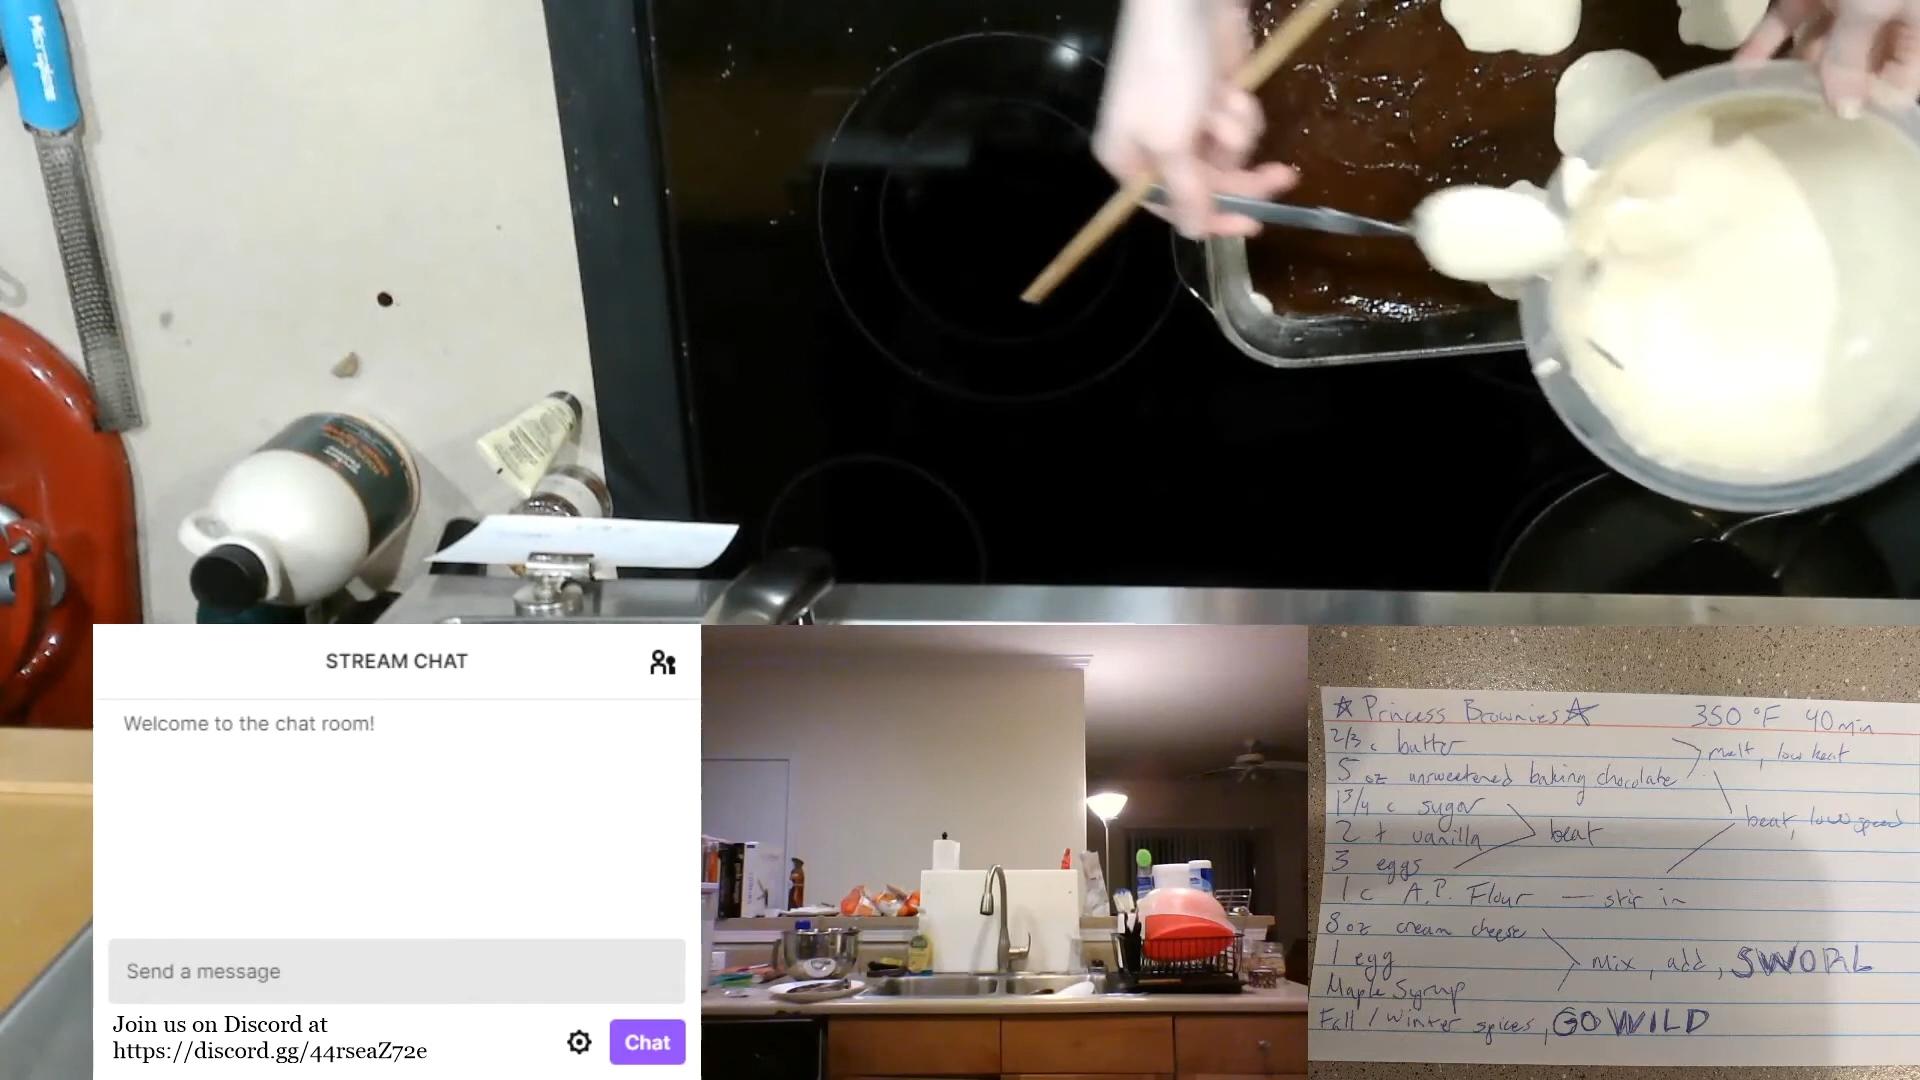 Microplane
STREAM CHAT
Welcome to the chat room!
Send a message
Join us on Discord at
https://discord.gg/44rseaZ72e
Chat
☆ Princess Brownies ☆ 350 °F 40 min
2/3 c butter
melt, low heat
5 oz unsweetened baking chocolate
1 3/4 c sugar
beat, low speed
2 t vanilla
beat
3 eggs
1 c A.P. Flour — stir in
8 oz cream cheese
1 egg
mix, add, SWORL
Maple Syrup
Fall / Winter spices, GO WILD